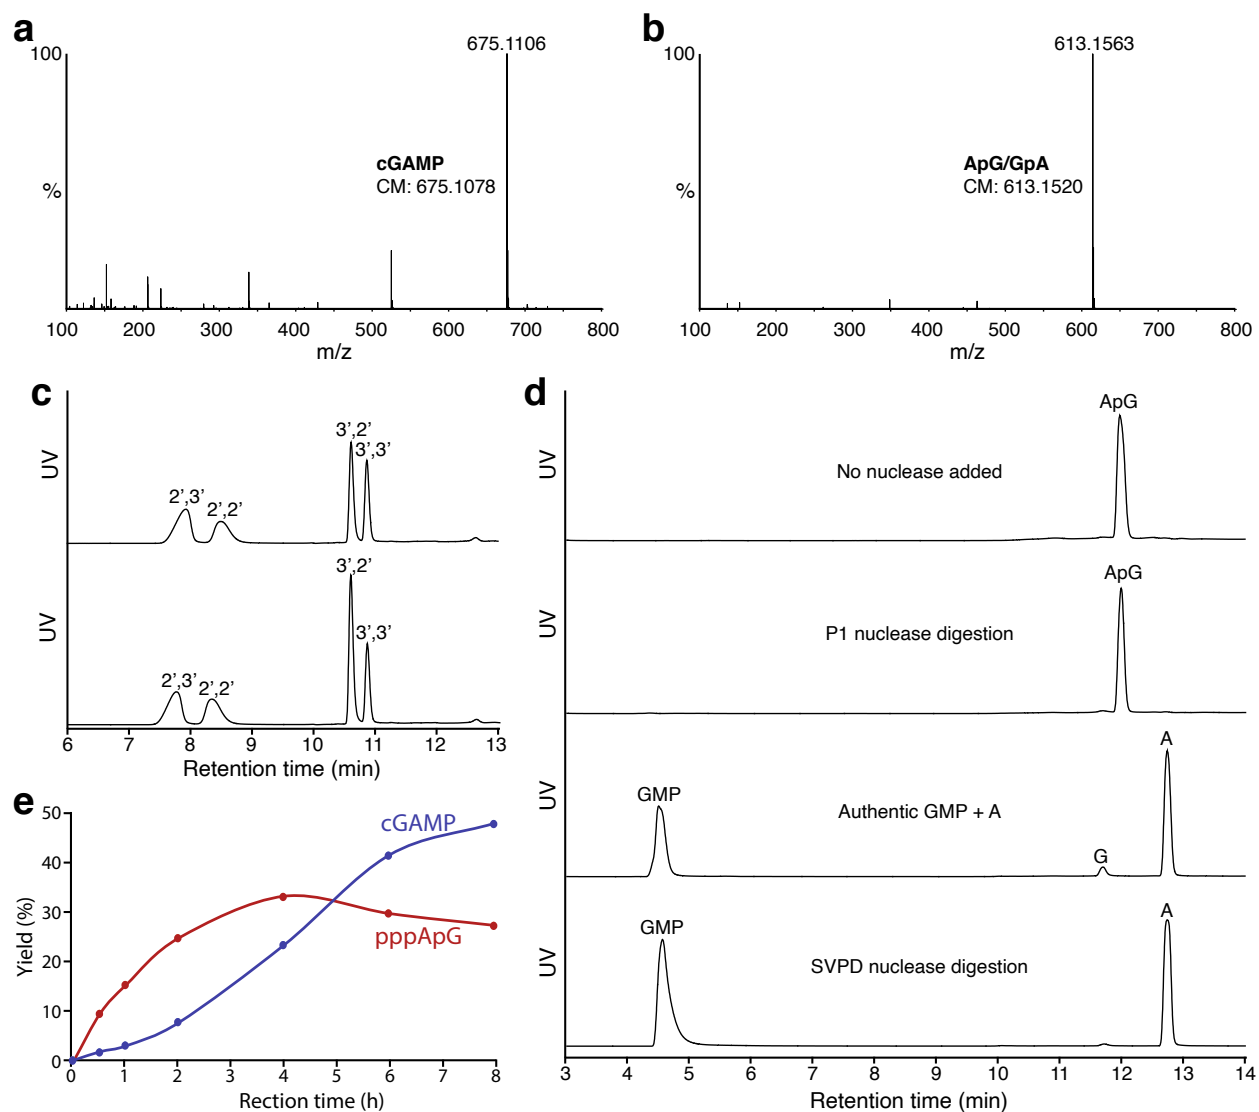 a
100
675.1106
cGAMP
CM: 675.1078
%
100 200 300 400 500 600 700 800
m/z
b
100
613.1563
ApG/GpA
CM: 613.1520
%
100 200 300 400 500 600 700 800
m/z
c
UV
2’,3’
2’,2’
3’,2’
3’,3’
UV
2’,3’
2’,2’
3’,2’
3’,3’
6 7 8 9 10 11 12 13
Retention time (min)
d
UV
ApG
No nuclease added
UV
ApG
P1 nuclease digestion
UV
GMP
Authentic GMP + A
G
A
UV
GMP
SVPD nuclease digestion
A
3 4 5 6 7 8 9 10 11 12 13 14
Retention time (min)
e
50
40
30
20
10
0
Yield (%)
cGAMP
pppApG
0 1 2 3 4 5 6 7 8
Rection time (h)